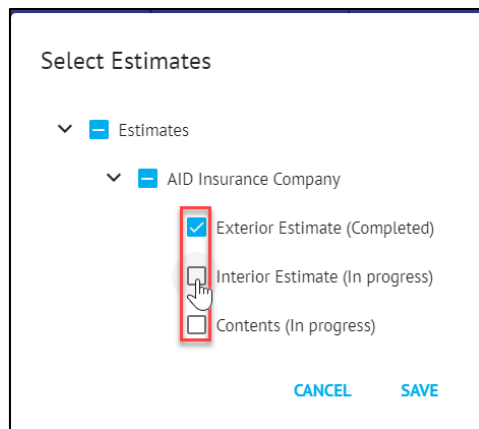 Select Estimates
Estimates
AID Insurance Company
Exterior Estimate (Completed)
Interior Estimate (In progress)
Contents (In progress)
CANCEL SAVE